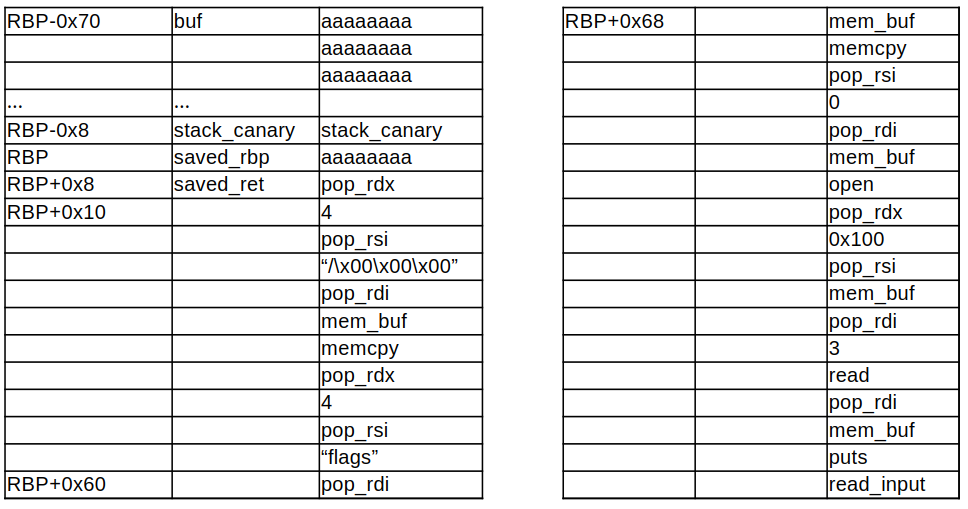 RBP-0x70 buf aaaaaaaa
aaaaaaaa
aaaaaaaa
... ...
RBP-0x8 stack_canary stack_canary
RBP saved_rbp aaaaaaaa
RBP+0x8 saved_ret pop_rdx
RBP+0x10 4
pop_rsi
“/\x00\x00\x00”
pop_rdi
mem_buf
memcpy
pop_rdx
4
pop_rsi
“flags”
RBP+0x60 pop_rdi
RBP+0x68 mem_buf
memcpy
pop_rsi
0
pop_rdi
mem_buf
open
pop_rdx
0x100
pop_rsi
mem_buf
pop_rdi
3
read
pop_rdi
mem_buf
puts
read_input